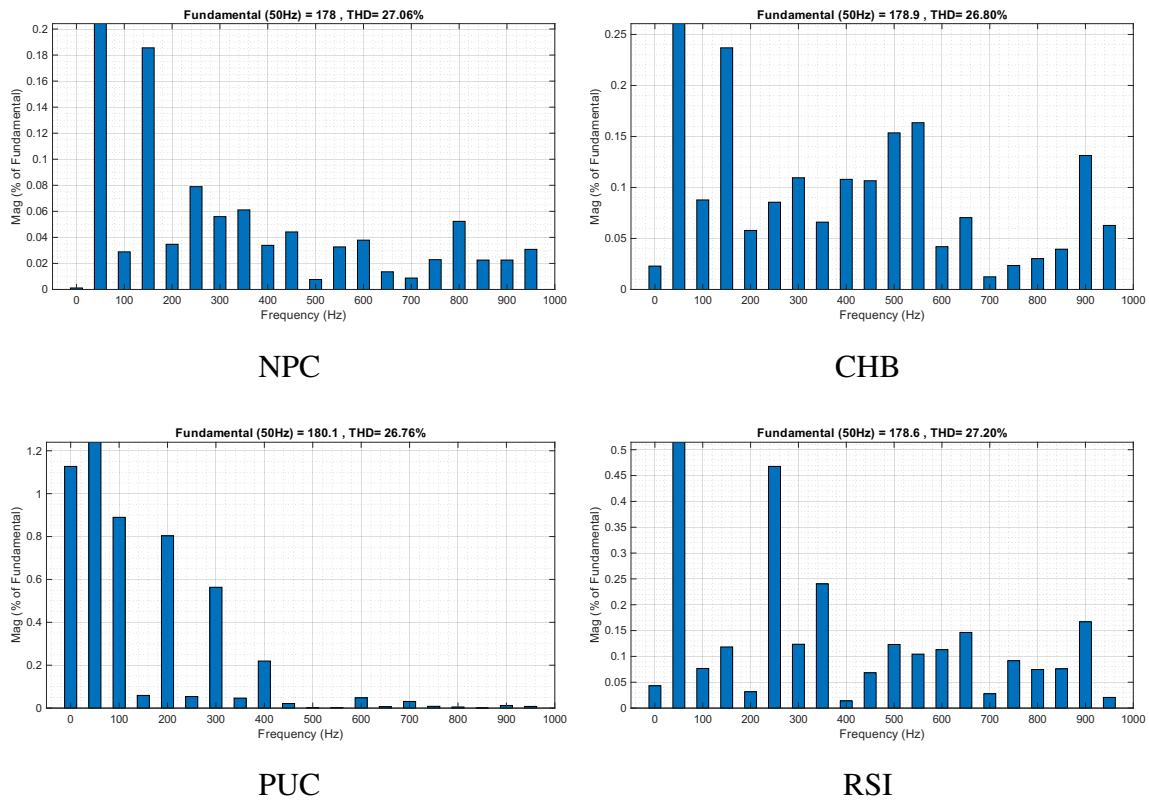 Fundamental (50Hz) = 178 , THD= 27.06%
0.2
0.18
0.16
0.14
0.12
0.1
0.08
0.06
0.04
0.02
0
Mag (% of Fundamental)
0 100 200 300 400 500 600 700 800 900 1000
Frequency (Hz)
NPC
Fundamental (50Hz) = 178.9 , THD= 26.80%
0.25
0.2
0.15
0.1
0.05
0
Mag (% of Fundamental)
0 100 200 300 400 500 600 700 800 900 1000
Frequency (Hz)
CHB
Fundamental (50Hz) = 180.1 , THD= 26.76%
1.2
1
0.8
0.6
0.4
0.2
0
Mag (% of Fundamental)
0 100 200 300 400 500 600 700 800 900 1000
Frequency (Hz)
PUC
Fundamental (50Hz) = 178.6 , THD= 27.20%
0.5
0.45
0.4
0.35
0.3
0.25
0.2
0.15
0.1
0.05
0
Mag (% of Fundamental)
0 100 200 300 400 500 600 700 800 900 1000
Frequency (Hz)
RSI